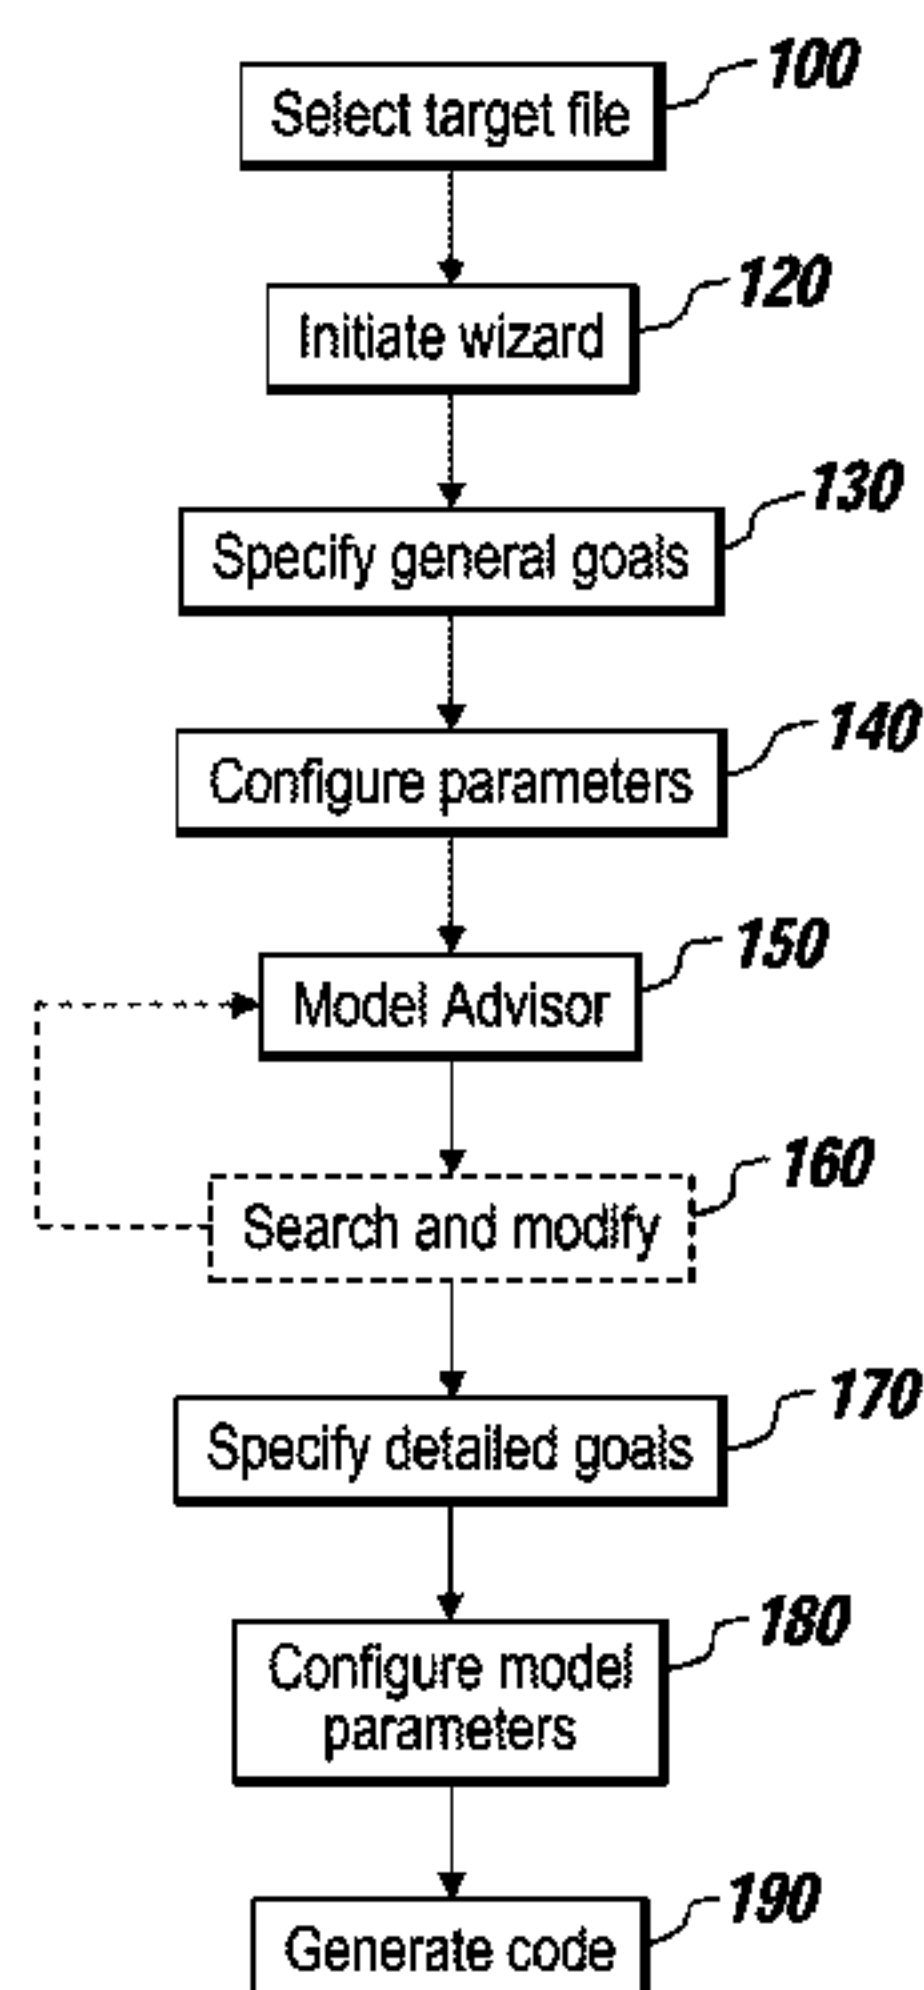 100
Select target file
120
Initiate wizard
130
Specify general goals
140
Configure parameters
150
Model Advisor
160
Search and modify
170
Specify detailed goals
180
Configure model
parameters
190
Generate code